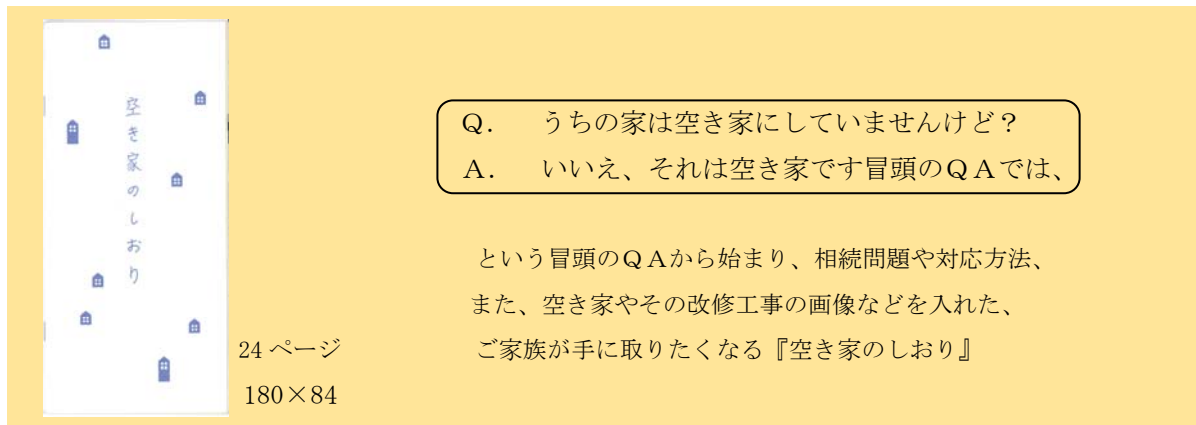 空き家のしおり
24 ページ
180×84
Ｑ．　うちの家は空き家にしていませんけど？
Ａ．　いいえ、それは空き家です冒頭のＱＡでは、
という冒頭のＱＡから始まり、相続問題や対応方法、
また、空き家やその改修工事の画像などを入れた、
ご家族が手に取りたくなる『空き家のしおり』